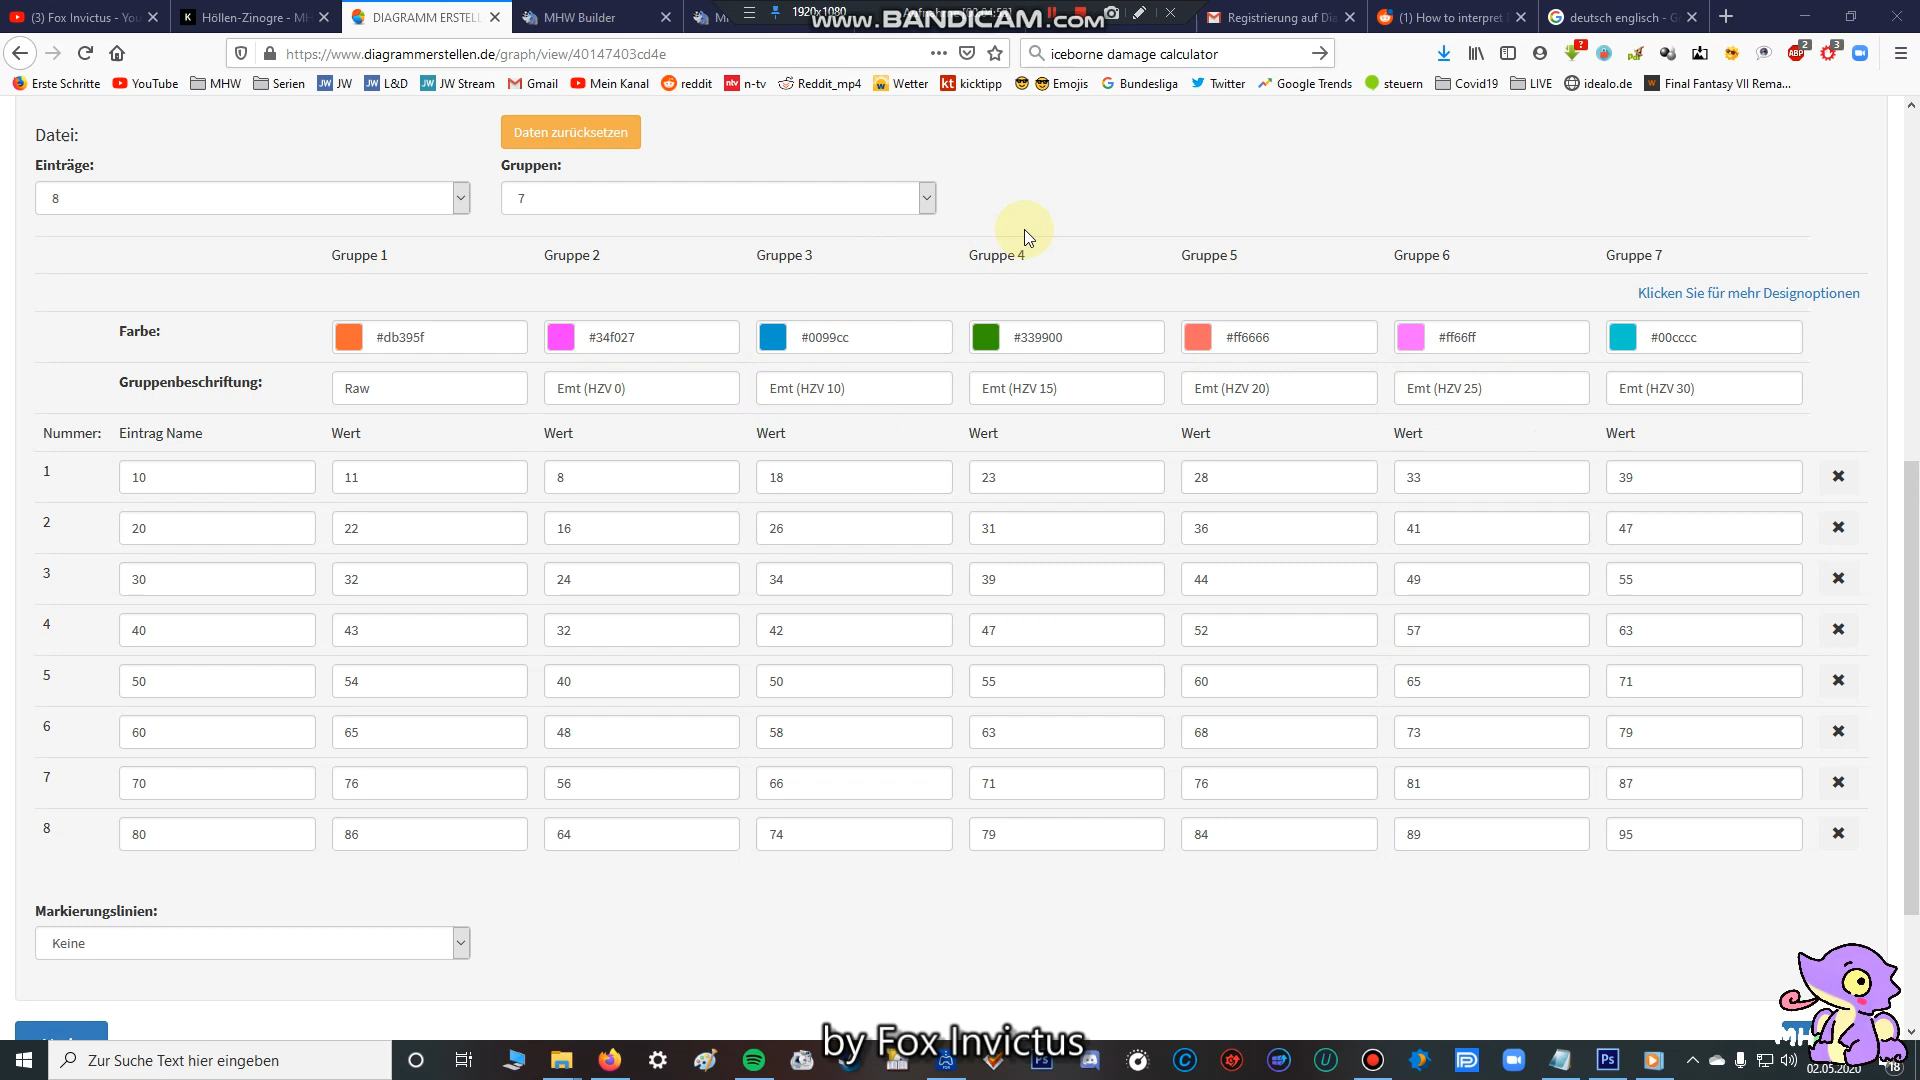 (1) Fox Invictus - You
Höllen-Zinogre - MH
DIAGRAMM ERSTELL
MHW Builder
1920x1080
www.BANDICAM.com
Registrierung auf Dia
(1) How to interpret
deutsch englisch - G
https://www.diagrammerstellen.de/graph/view/40147403cd4e
iceborne damage calculator
Erste Schritte
YouTube
MHW
Serien
JW
L&D
JW Stream
Gmail
Mein Kanal
reddit
n-tv
Reddit_mp4
Wetter
kicktipp
Emojis
Bundesliga
Twitter
Google Trends
steuern
Covid19
LIVE
idealo.de
Final Fantasy VII Rema...
Datei:
Daten zurücksetzen
Einträge:
Gruppen:
8
7
Gruppe 1
Gruppe 2
Gruppe 3
Gruppe 4
Gruppe 5
Gruppe 6
Gruppe 7
Klicken Sie für mehr Designoptionen
Farbe:
#db395f
#34f027
#0099cc
#339900
#ff6666
#ff66ff
#00cccc
Gruppenbeschriftung:
Raw
Emt (HZV 0)
Emt (HZV 10)
Emt (HZV 15)
Emt (HZV 20)
Emt (HZV 25)
Emt (HZV 30)
Nummer:
Eintrag Name
Wert
Wert
Wert
Wert
Wert
Wert
Wert
1 10 11 8 18 23 28 33 39
2 20 22 16 26 31 36 41 47
3 30 32 24 34 39 44 49 55
4 40 43 32 42 47 52 57 63
5 50 54 40 50 55 60 65 71
6 60 65 48 58 63 68 73 79
7 70 76 56 66 71 76 81 87
8 80 86 64 74 79 84 89 95
Markierungslinien:
Keine
by Fox Invictus
Zur Suche Text hier eingeben
02.05.2020
18